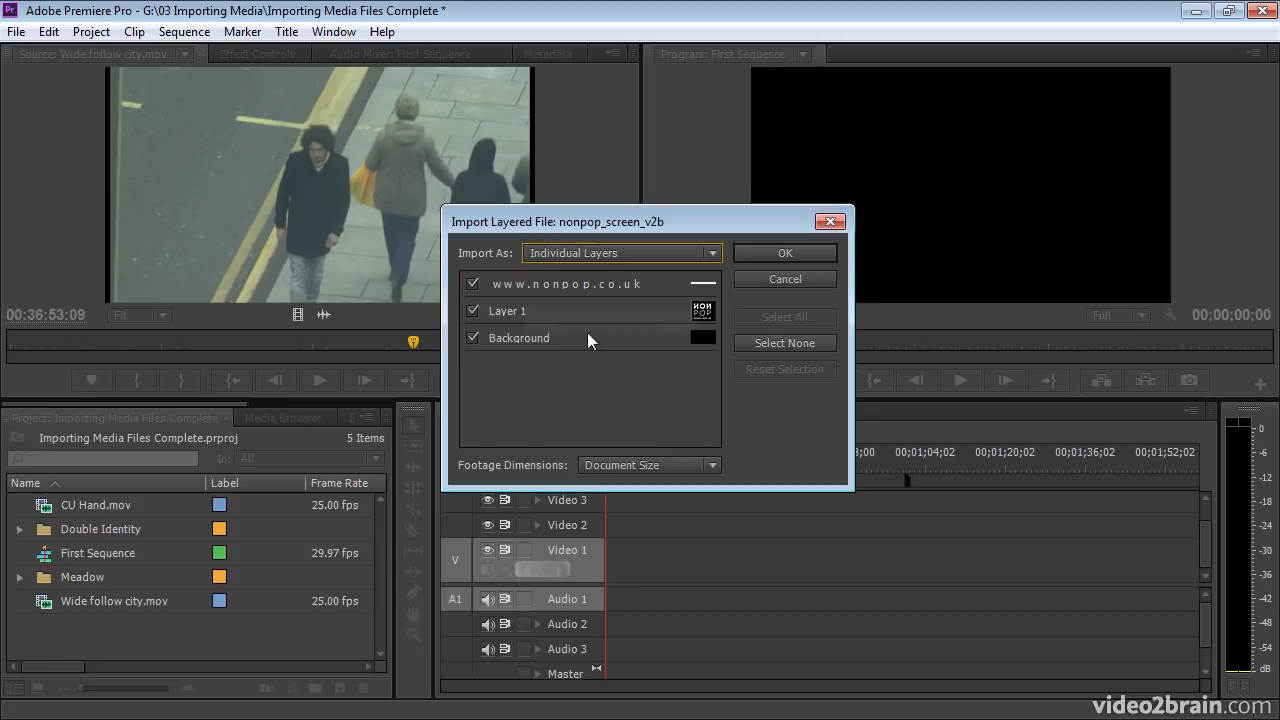 Adobe Premiere Pro - G:\03 Importing Media\Importing Media Files Complete *
File Edit Project Clip Sequence Marker Title Window Help
Source: Wide follow city.mov Effect Controls Audio Mixer: First Sequence Metadata Program: First Sequence
Import Layered File: nonpop_screen_v2b
Import As: Individual Layers OK
www.nonpop.co.uk Cancel
Layer 1 NON POP Select All
Background Select None
Reset Selection
Footage Dimensions: Document Size
00;36;53;09 Fit Full 00;00;00;00
Project: Importing Media Files Complete Media Browser
Importing Media Files Complete.prproj 5 Items
In: All
Name Label Frame Rate
CU Hand.mov 25.00 fps
Double Identity
First Sequence 29.97 fps
Meadow
Wide follow city.mov 25.00 fps
00;01;04;02 00;01;20;02 00;01;36;02 00;01;52;02
Video 3
Video 2
V Video 1
A1 Audio 1
Audio 2
Audio 3
Master
0
-6
-12
-18
-24
-30
-36
-42
-48
-54
dB
video2brain.com